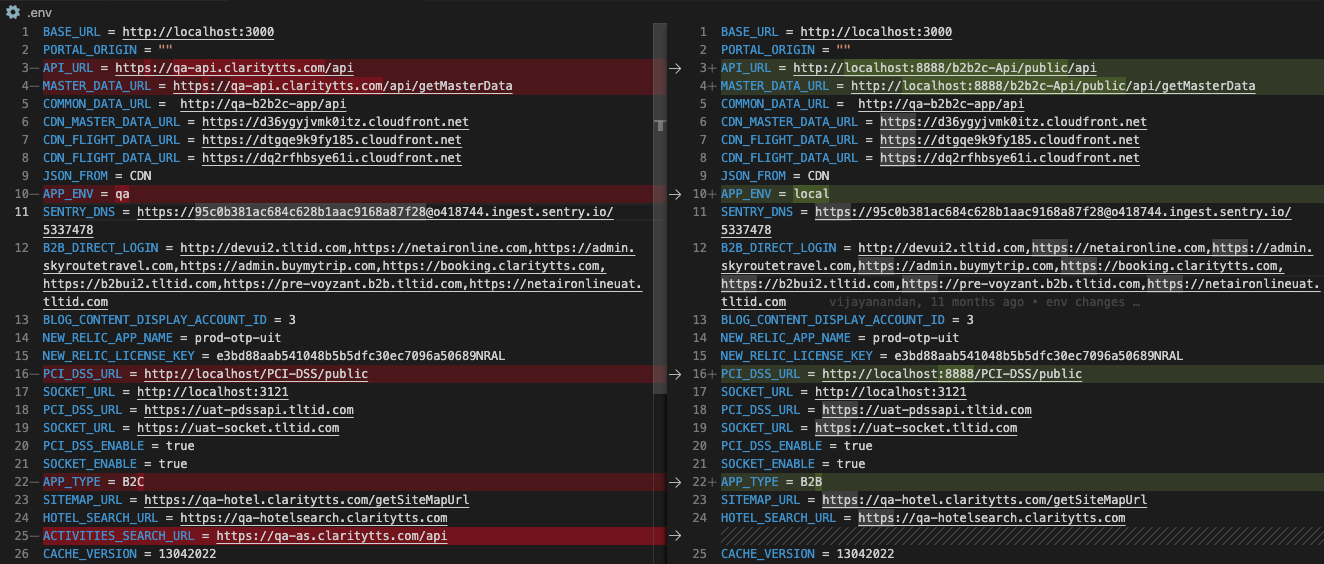 .env
1 BASE_URL = http://localhost:3000
2 PORTAL_ORIGIN = ""
3 API_URL = https://qa-api.claritytts.com/api
4 MASTER_DATA_URL = https://qa-api.claritytts.com/api/getMasterData
5 COMMON_DATA_URL =  http://qa-b2b2c-app/api
6 CDN_MASTER_DATA_URL = https://d36ygyjvmk0itz.cloudfront.net
7 CDN_FLIGHT_DATA_URL = https://dtgqe9k9fy185.cloudfront.net
8 CDN_FLIGHT_DATA_URL = https://dq2rfhbsye61i.cloudfront.net
9 JSON_FROM = CDN
10 APP_ENV = qa
11 SENTRY_DNS = https://95c0b381ac684c628b1aac9168a87f28@o418744.ingest.sentry.io/
5337478
12 B2B_DIRECT_LOGIN = http://devui2.tltid.com,https://netaironline.com,https://admin.
skyroutetravel.com,https://admin.buymytrip.com,https://booking.claritytts.com,
https://b2bui2.tltid.com,https://pre-voyzant.b2b.tltid.com,https://netaironlineuat.
tltid.com
13 BLOG_CONTENT_DISPLAY_ACCOUNT_ID = 3
14 NEW_RELIC_APP_NAME = prod-otp-uit
15 NEW_RELIC_LICENSE_KEY = e3bd88aab541048b5b5dfc30ec7096a50689NRAL
16 PCI_DSS_URL = http://localhost/PCI-DSS/public
17 SOCKET_URL = http://localhost:3121
18 PCI_DSS_URL = https://uat-pdssapi.tltid.com
19 SOCKET_URL = https://uat-socket.tltid.com
20 PCI_DSS_ENABLE = true
21 SOCKET_ENABLE = true
22 APP_TYPE = B2C
23 SITEMAP_URL = https://qa-hotel.claritytts.com/getSiteMapUrl
24 HOTEL_SEARCH_URL = https://qa-hotelsearch.claritytts.com
25 ACTIVITIES_SEARCH_URL = https://qa-as.claritytts.com/api
26 CACHE_VERSION = 13042022
1 BASE_URL = http://localhost:3000
2 PORTAL_ORIGIN = ""
3 API_URL = http://localhost:8888/b2b2c-Api/public/api
4 MASTER_DATA_URL = http://localhost:8888/b2b2c-Api/public/api/getMasterData
5 COMMON_DATA_URL =  http://qa-b2b2c-app/api
6 CDN_MASTER_DATA_URL = https://d36ygyjvmk0itz.cloudfront.net
7 CDN_FLIGHT_DATA_URL = https://dtgqe9k9fy185.cloudfront.net
8 CDN_FLIGHT_DATA_URL = https://dq2rfhbsye61i.cloudfront.net
9 JSON_FROM = CDN
10 APP_ENV = local
11 SENTRY_DNS = https://95c0b381ac684c628b1aac9168a87f28@o418744.ingest.sentry.io/
5337478
12 B2B_DIRECT_LOGIN = http://devui2.tltid.com,https://netaironline.com,https://admin.
skyroutetravel.com,https://admin.buymytrip.com,https://booking.claritytts.com,
https://b2bui2.tltid.com,https://pre-voyzant.b2b.tltid.com,https://netaironlineuat.
tltid.com vijayanandan, 11 months ago • env changes …
13 BLOG_CONTENT_DISPLAY_ACCOUNT_ID = 3
14 NEW_RELIC_APP_NAME = prod-otp-uit
15 NEW_RELIC_LICENSE_KEY = e3bd88aab541048b5b5dfc30ec7096a50689NRAL
16 PCI_DSS_URL = http://localhost:8888/PCI-DSS/public
17 SOCKET_URL = http://localhost:3121
18 PCI_DSS_URL = https://uat-pdssapi.tltid.com
19 SOCKET_URL = https://uat-socket.tltid.com
20 PCI_DSS_ENABLE = true
21 SOCKET_ENABLE = true
22 APP_TYPE = B2B
23 SITEMAP_URL = https://qa-hotel.claritytts.com/getSiteMapUrl
24 HOTEL_SEARCH_URL = https://qa-hotelsearch.claritytts.com
25 CACHE_VERSION = 13042022